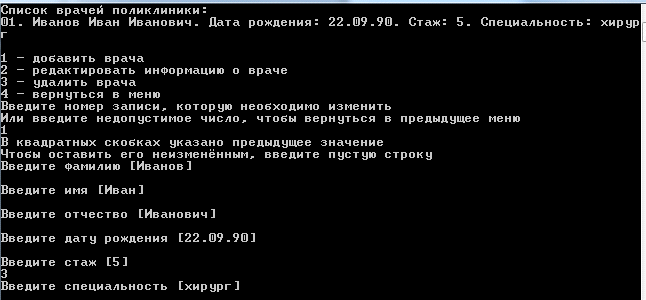 Список врачей поликлиники:
01. Иванов Иван Иванович. Дата рождения: 22.09.90. Стаж: 5. Специальность: хирур
г
1 - добавить врача
2 - редактировать информацию о враче
3 - удалить врача
4 - вернуться в меню
Введите номер записи, которую необходимо изменить
Или введите недопустимое число, чтобы вернуться в предыдущее меню
1
В квадратных скобках указано предыдущее значение
Чтобы оставить его неизменённым, введите пустую строку
Введите фамилию [Иванов]
Введите имя [Иван]
Введите отчество [Иванович]
Введите дату рождения [22.09.90]
Введите стаж [5]
3
Введите специальность [хирург]